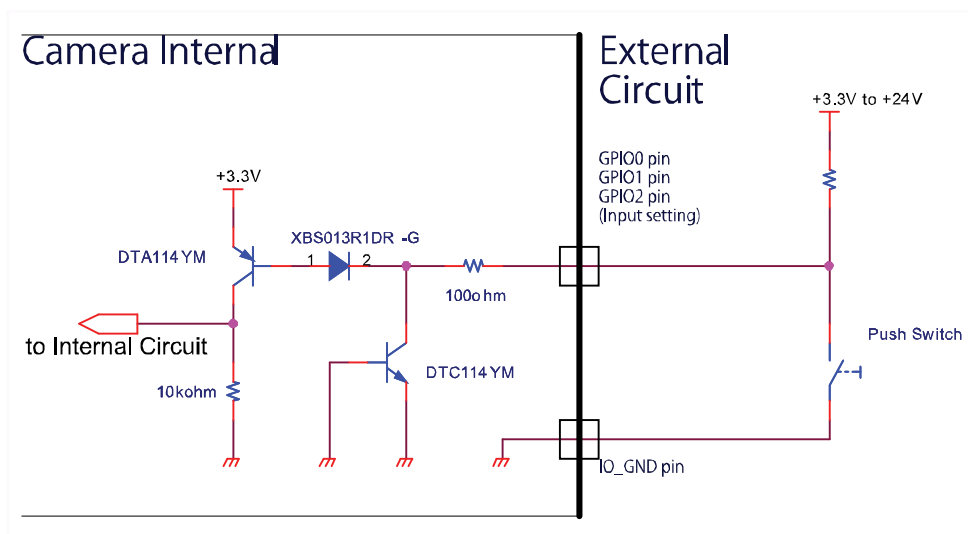 Camera Internal
External
Circuit
+3.3V to +24V
GPIO0 pin
GPIO1 pin
GPIO2 pin
(Input setting)
+3.3V
XBS013R1DR -G
DTA114YM
1
2
100ohm
to Internal Circuit
Push Switch
DTC114YM
10kohm
IO_GND pin